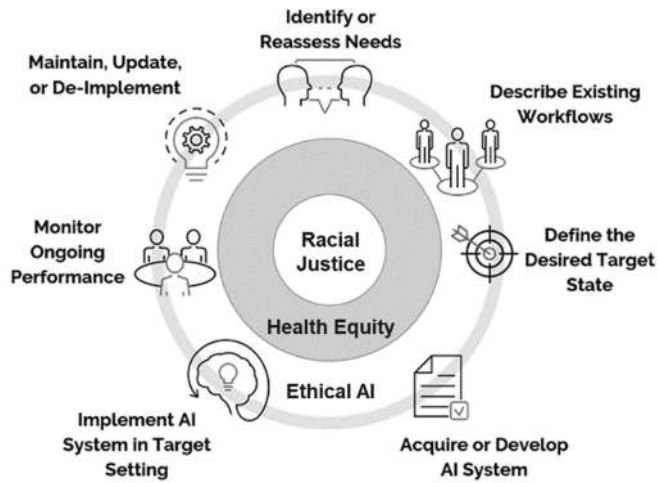 Identify or
Reassess Needs
Describe Existing
Workflows
Define the
Desired Target
State
Acquire or Develop
AI System
Implement AI
System in Target
Setting
Monitor
Ongoing
Performance
Maintain, Update,
or De-Implement
Racial
Justice
Health Equity
Ethical AI